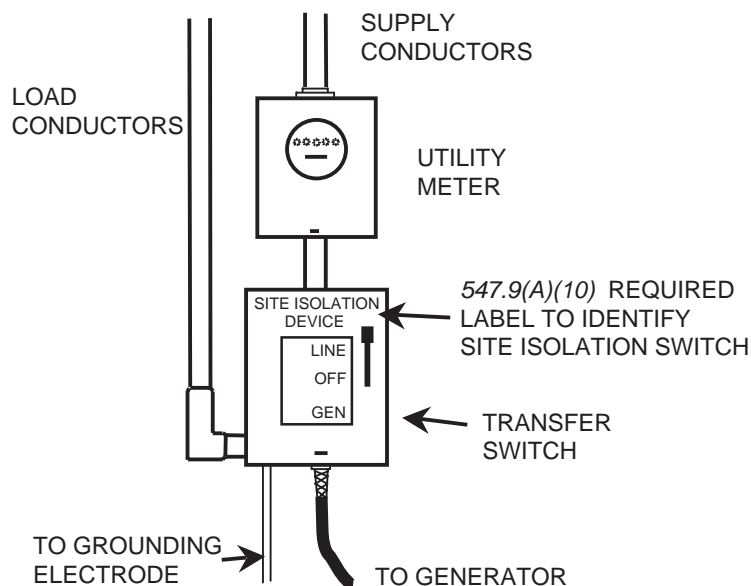 SUPPLY
CONDUCTORS
LOAD
CONDUCTORS
UTILITY
METER
547.9(A)(10) REQUIRED
LABEL TO IDENTIFY
SITE ISOLATION SWITCH
SITE ISOLATION
DEVICE
LINE
OFF
GEN
TRANSFER
SWITCH
TO GROUNDING
ELECTRODE
TO GENERATOR